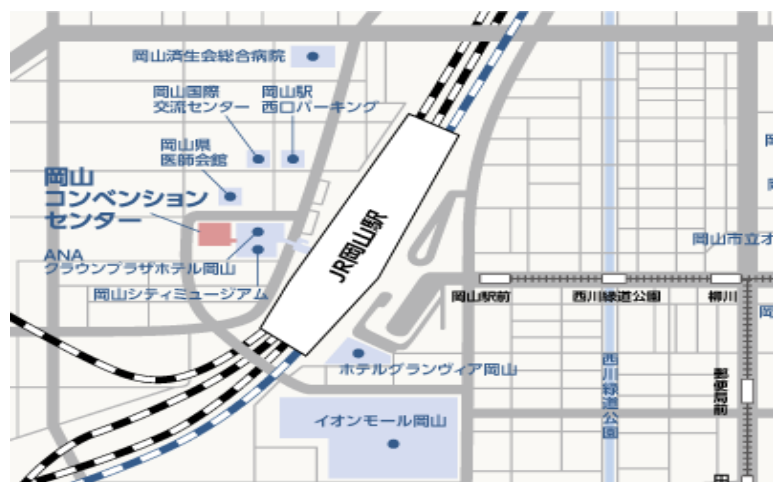 岡山済生会総合病院
岡山国際
交流センター
岡山駅
西口パーキング
岡山県
医師会館
岡山
コンベンション
センター
ANA
クラウンプラザホテル岡山
岡山シティミュージアム
JR岡山駅
岡山市立オ
岡山駅前
西川緑道公園
柳川
ホテルグランヴィア岡山
西川緑道公園
郵便局前
イオンモール岡山
田